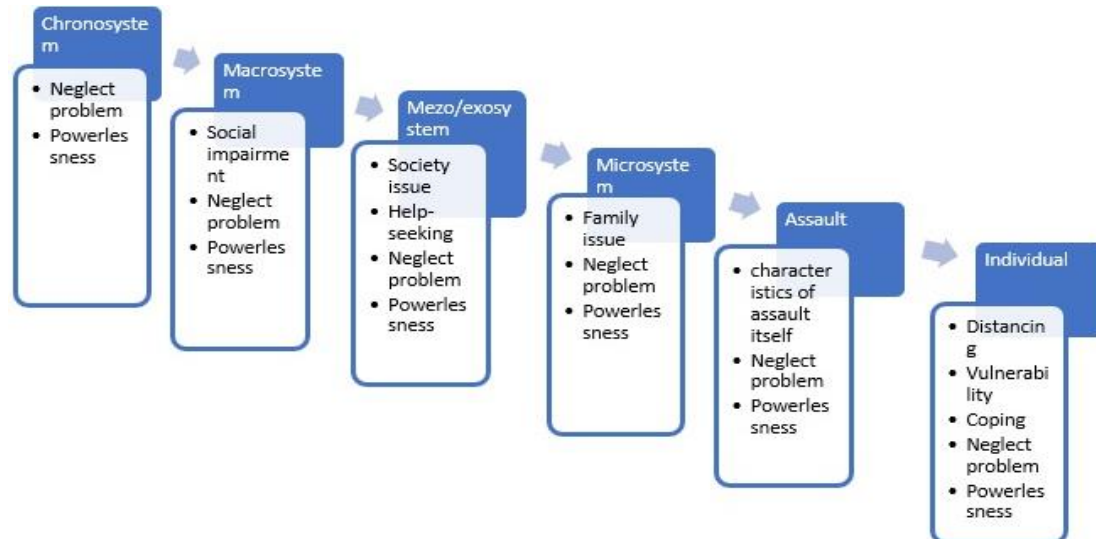 Chronosyste
m
• Neglect
problem
• Powerles
sness
Macrosyste
m
• Social
impairme
nt
• Neglect
problem
• Powerles
sness
Mezo/exosy
stem
• Society
issue
• Help-
seeking
• Neglect
problem
• Powerles
sness
Microsyste
m
• Family
issue
• Neglect
problem
• Powerles
sness
Assault
• character
istics of
assault
itself
• Neglect
problem
• Powerles
sness
Individual
• Distancin
g
• Vulnerabi
lity
• Coping
• Neglect
problem
• Powerles
sness